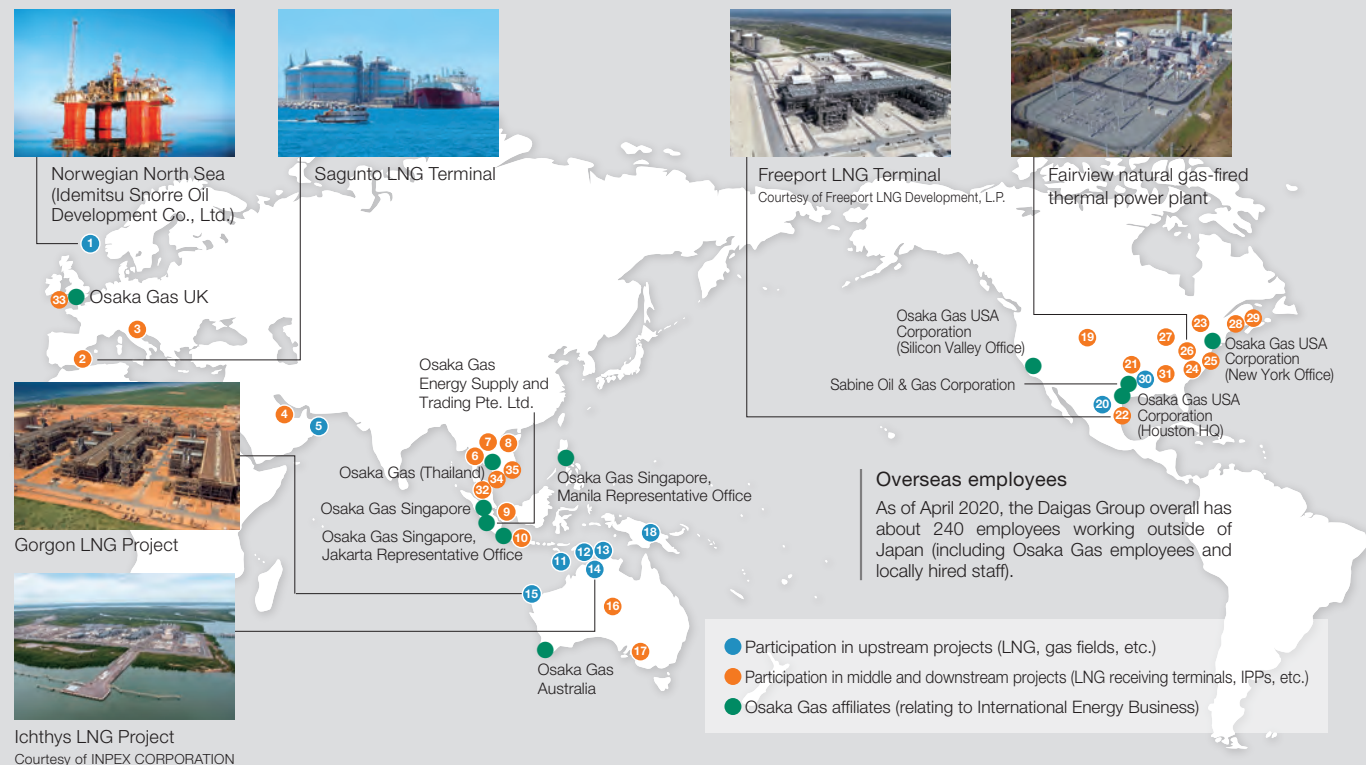 Norwegian North Sea
(Idemitsu Snorre Oil
Development Co., Ltd.)
Sagunto LNG Terminal
Freeport LNG Terminal
Courtesy of Freeport LNG Development, L.P.
Fairview natural gas-fired
thermal power plant
1
33
Osaka Gas UK
3
2
Gorgon LNG Project
Ichthys LNG Project
Courtesy of INPEX CORPORATION
4
5
Osaka Gas
Energy Supply and
Trading Pte. Ltd.
7
8
6
Osaka Gas (Thailand)
35
34
32
Osaka Gas Singapore
9
Osaka Gas Singapore,
Jakarta Representative Office
10
Osaka Gas Singapore,
Manila Representative Office
18
11
12
13
14
15
16
17
Osaka Gas
Australia
Osaka Gas USA
Corporation
(Silicon Valley Office)
Sabine Oil & Gas Corporation
19
27
23
28
29
26
21
30
31
24
25
20
22
Osaka Gas USA
Corporation
(New York Office)
Osaka Gas USA
Corporation
(Houston HQ)
Overseas employees
As of April 2020, the Daigas Group overall has
about 240 employees working outside of
Japan (including Osaka Gas employees and
locally hired staff).
Participation in upstream projects (LNG, gas fields, etc.)
Participation in middle and downstream projects (LNG receiving terminals, IPPs, etc.)
Osaka Gas affiliates (relating to International Energy Business)